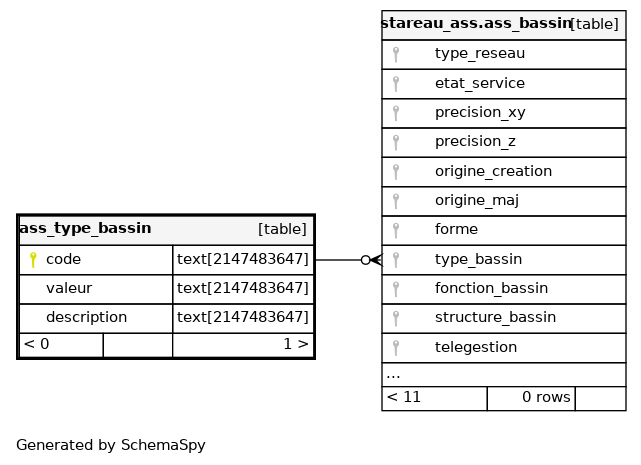 stareau_ass.ass_bassin [table]
type_reseau
etat_service
precision_xy
precision_z
origine_creation
origine_maj
forme
type_bassin
fonction_bassin
structure_bassin
telegestion
...
< 11 0 rows
ass_type_bassin [table]
code text[2147483647]
valeur text[2147483647]
description text[2147483647]
< 0 1 >
Generated by SchemaSpy